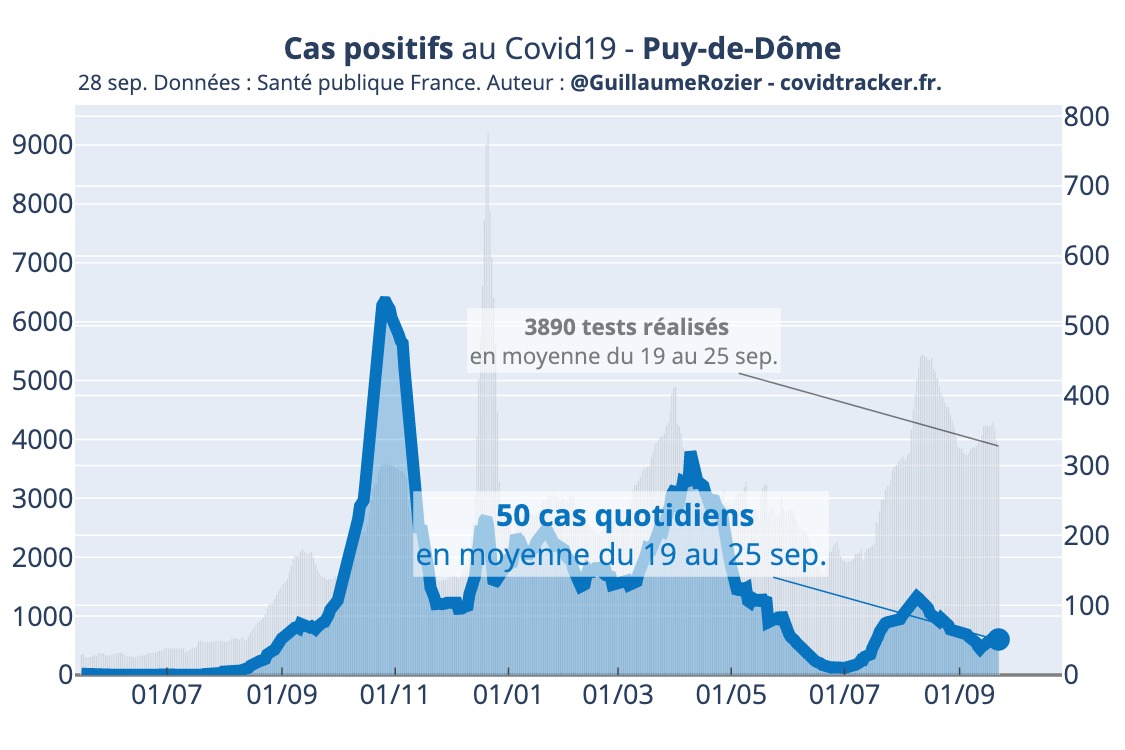 Cas positifs au Covid19 - Puy-de-Dôme
28 sep. Données : Santé publique France. Auteur : @GuillaumeRozier - covidtracker.fr.
9000
8000
7000
6000
5000
4000
3000
2000
1000
0
800
700
600
500
400
300
200
100
0
3890 tests réalisés
en moyenne du 19 au 25 sep.
50 cas quotidiens
en moyenne du 19 au 25 sep.
01/07 01/09 01/11 01/01 01/03 01/05 01/07 01/09